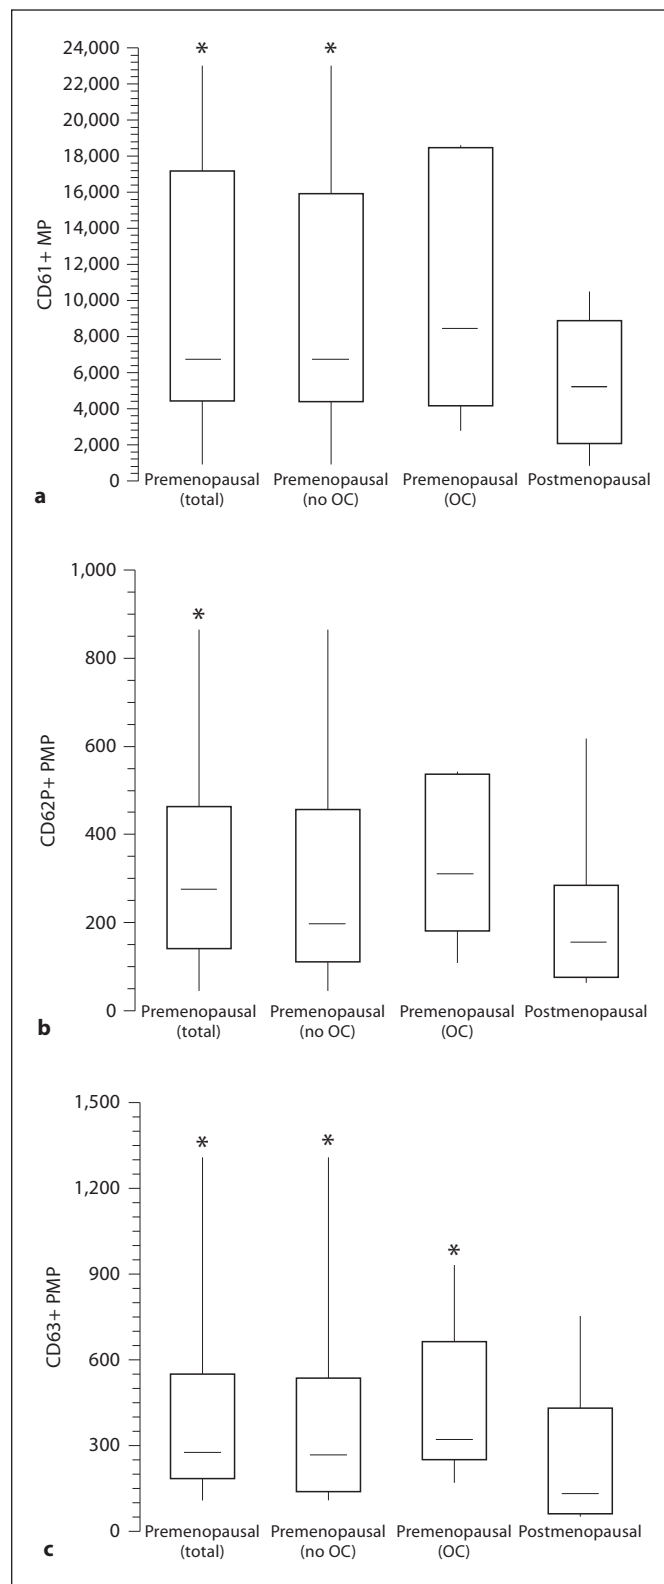 *
*
24,000
22,000
20,000
18,000
16,000
14,000
12,000
10,000
8,000
6,000
4,000
2,000
0
CD61+ MP
Premenopausal
(total)
Premenopausal
(no OC)
Premenopausal
(OC)
Postmenopausal
a
1,000
*
800
600
400
200
0
CD62P+ PMP
Premenopausal
(total)
Premenopausal
(no OC)
Premenopausal
(OC)
Postmenopausal
b
1,500
*
*
1,200
*
900
600
300
0
CD63+ PMP
Premenopausal
(total)
Premenopausal
(no OC)
Premenopausal
(OC)
Postmenopausal
c